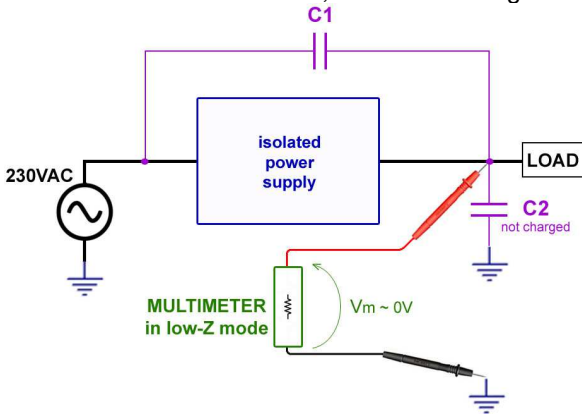 C1
isolated
power
supply
230VAC
LOAD
C2
not charged
MULTIMETER
in low-Z mode
Vm ~ 0V